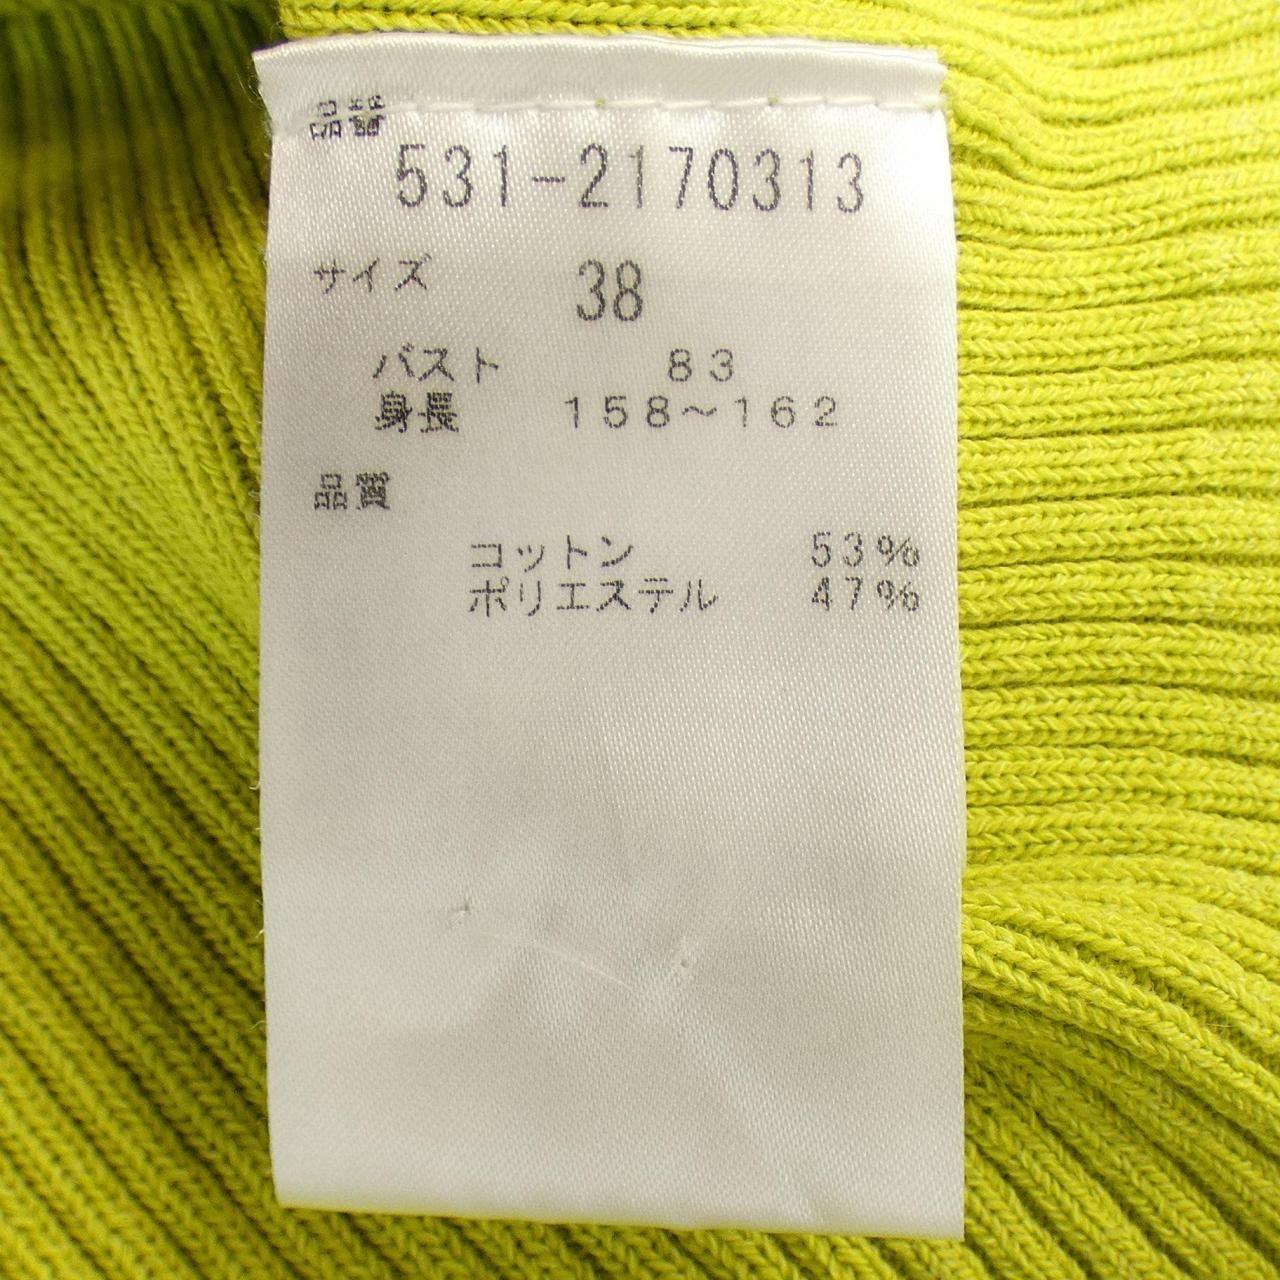 品質
531-2170313
サイズ 38
バスト 83
身長 158～162
品質
コットン 53%
ポリエステル 47%